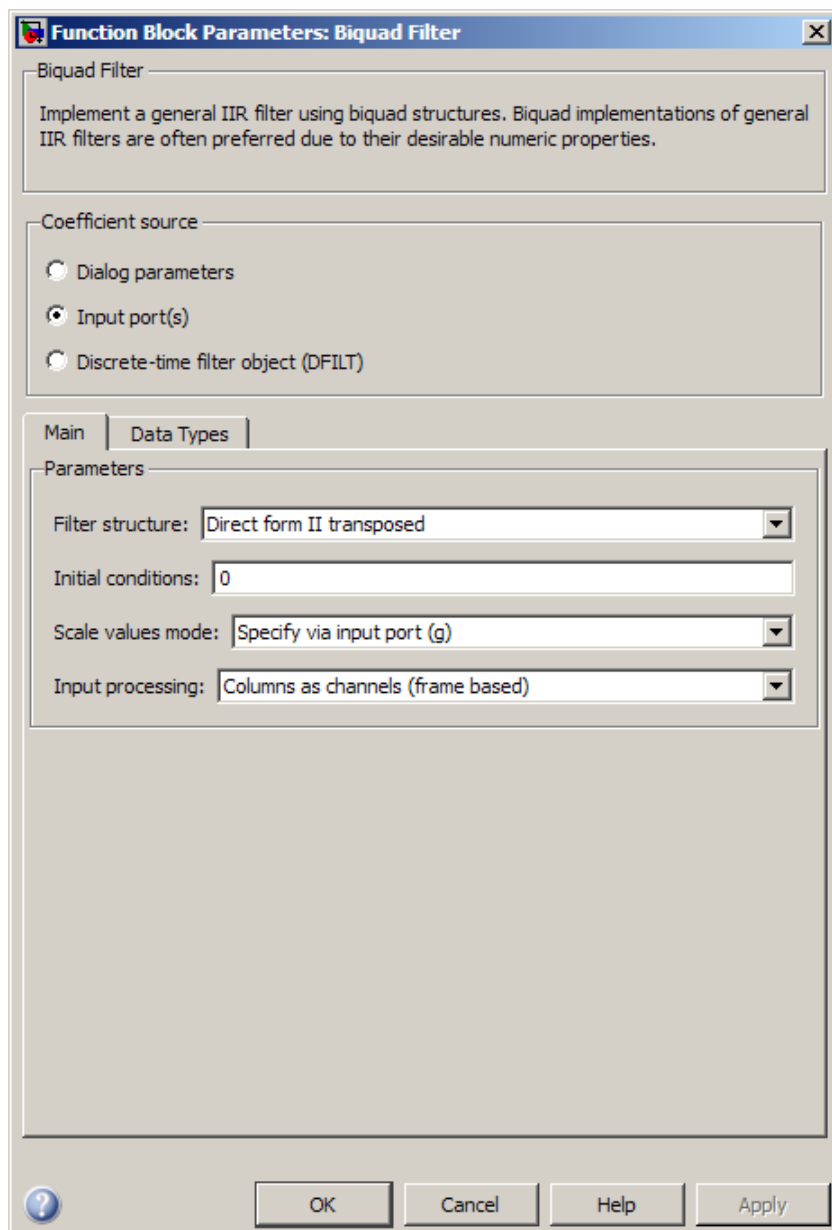 Function Block Parameters: Biquad Filter
Biquad Filter
Implement a general IIR filter using biquad structures. Biquad implementations of general
IIR filters are often preferred due to their desirable numeric properties.
Coefficient source
Dialog parameters
Input port(s)
Discrete-time filter object (DFILT)
Main Data Types
Parameters
Filter structure: Direct form II transposed
Initial conditions: 0
Scale values mode: Specify via input port (g)
Input processing: Columns as channels (frame based)
? OK Cancel Help Apply